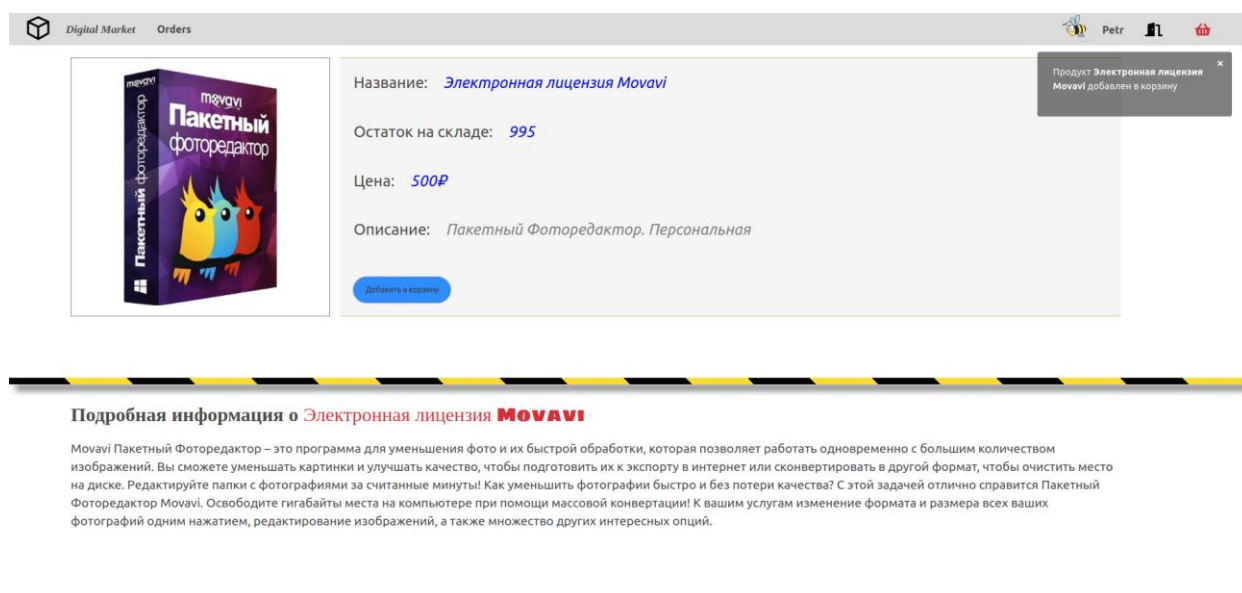 Digital Market Orders Petr
Продукт Электронная лицензия ×
Movavi добавлен в корзину
movavi
movavi
Пакетный
фоторедактор
Пакетный фоторедактор
Название: Электронная лицензия Movavi
Остаток на складе: 995
Цена: 500₽
Описание: Пакетный Фоторедактор. Персональная
Добавить в корзину
Подробная информация о Электронная лицензия Movavi
Movavi Пакетный Фоторедактор – это программа для уменьшения фото и их быстрой обработки, которая позволяет работать одновременно с большим количеством
изображений. Вы сможете уменьшать картинки и улучшать качество, чтобы подготовить их к экспорту в интернет или сконвертировать в другой формат, чтобы очистить место
на диске. Редактируйте папки с фотографиями за считанные минуты! Как уменьшить фотографии быстро и без потери качества? С этой задачей отлично справится Пакетный
Фоторедактор Movavi. Освободите гигабайты места на компьютере при помощи массовой конвертации! К вашим услугам изменение формата и размера всех ваших
фотографий одним нажатием, редактирование изображений, а также множество других интересных опций.